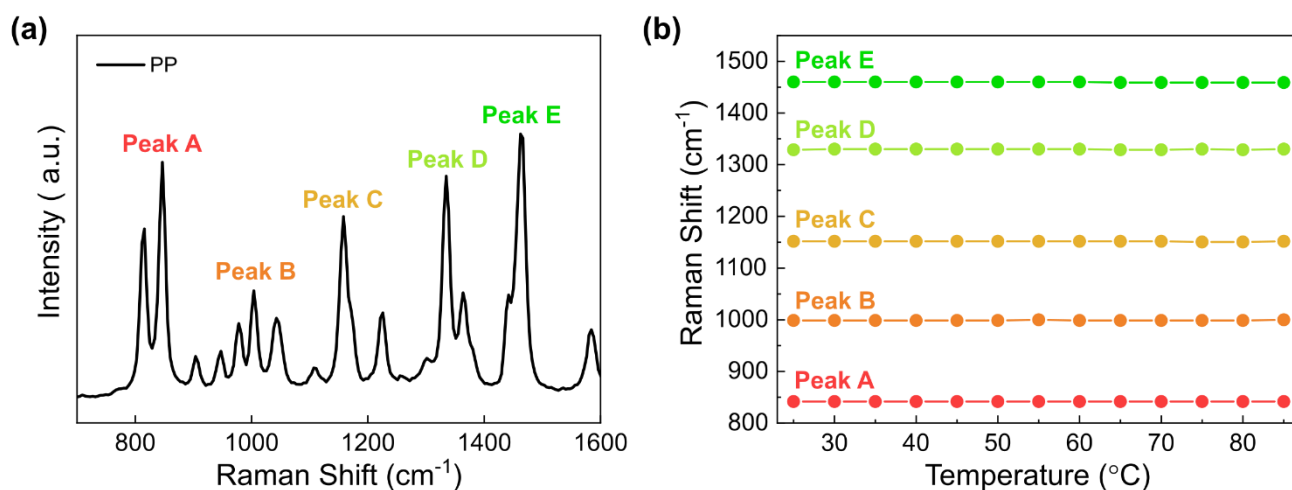 (a)
PP
Peak A
Peak B
Peak C
Peak D
Peak E
Intensity ( a.u.)
800 1000 1200 1400 1600
Raman Shift (cm⁻¹)
(b)
1500
1400
1300
1200
1100
1000
900
800
Peak E
Peak D
Peak C
Peak B
Peak A
Raman Shift (cm⁻¹)
30 40 50 60 70 80
Temperature (°C)